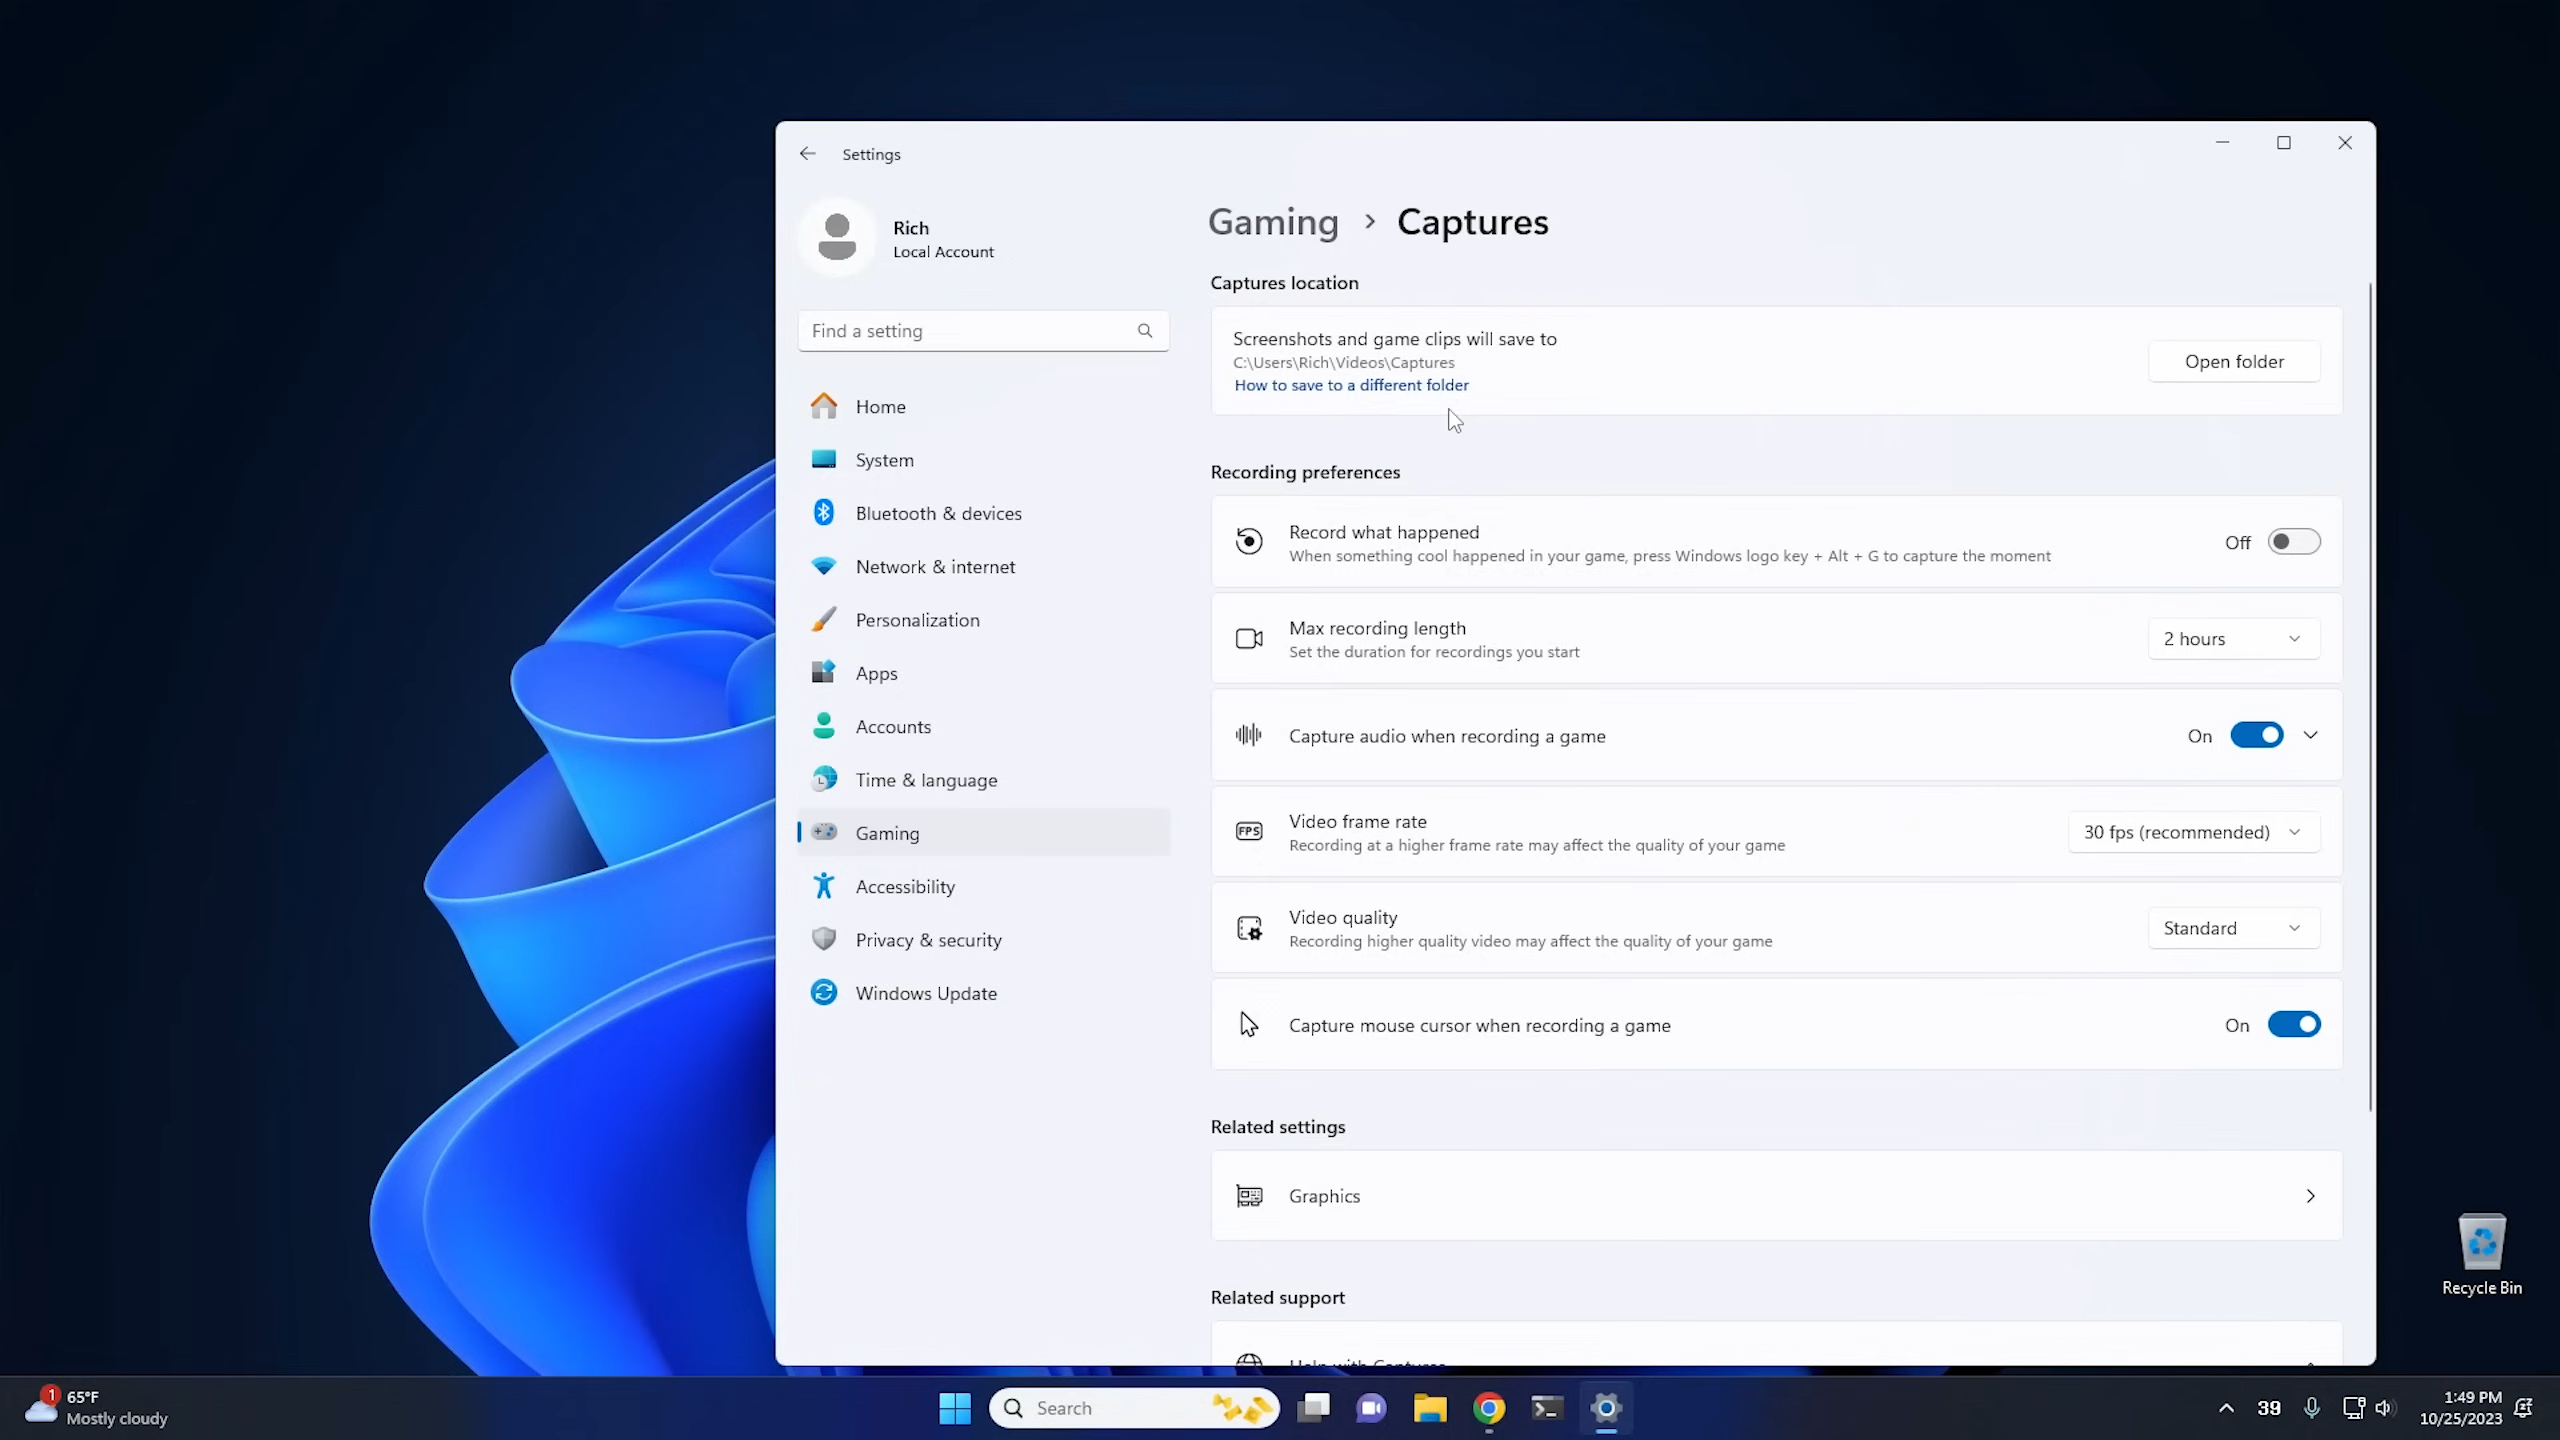 Settings
Rich
Local Account
Find a setting
Home
System
Bluetooth & devices
Network & internet
Personalization
Apps
Accounts
Time & language
Gaming
Accessibility
Privacy & security
Windows Update
Gaming > Captures
Captures location
Screenshots and game clips will save to
C:\Users\Rich\Videos\Captures
How to save to a different folder
Open folder
Recording preferences
Record what happened
When something cool happened in your game, press Windows logo key + Alt + G to capture the moment
Off
Max recording length
Set the duration for recordings you start
2 hours
Capture audio when recording a game
On
FPS
Video frame rate
Recording at a higher frame rate may affect the quality of your game
30 fps (recommended)
Video quality
Recording higher quality video may affect the quality of your game
Standard
Capture mouse cursor when recording a game
On
Related settings
Graphics
Related support
Help with Captures
Recycle Bin
1
65°F
Mostly cloudy
Search
39
1:49 PM
10/25/2023